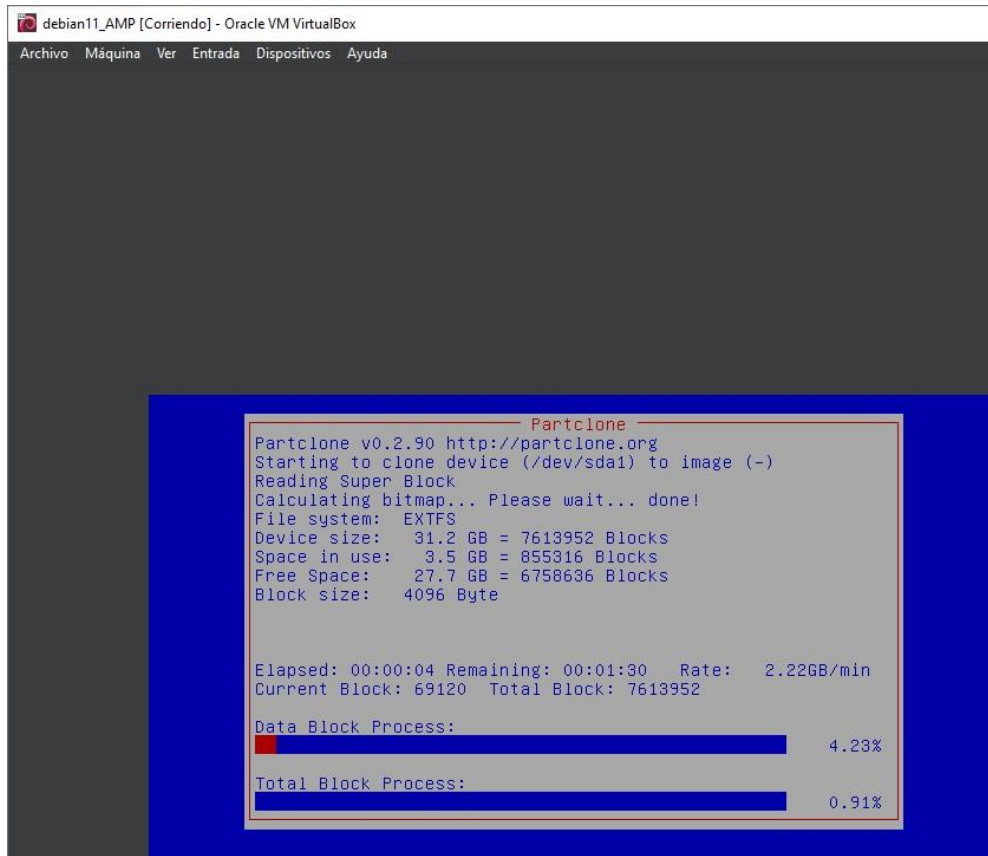 debian11_AMP [Corriendo] - Oracle VM VirtualBox
Archivo Máquina Ver Entrada Dispositivos Ayuda
Partclone
Partclone v0.2.90 http://partclone.org
Starting to clone device (/dev/sda1) to image (-)
Reading Super Block
Calculating bitmap... Please wait... done!
File system: EXTFS
Device size: 31.2 GB = 7613952 Blocks
Space in use: 3.5 GB = 855316 Blocks
Free Space: 27.7 GB = 6758636 Blocks
Block size: 4096 Byte
Elapsed: 00:00:04 Remaining: 00:01:30 Rate: 2.22GB/min
Current Block: 69120 Total Block: 7613952
Data Block Process:
4.23%
Total Block Process:
0.91%